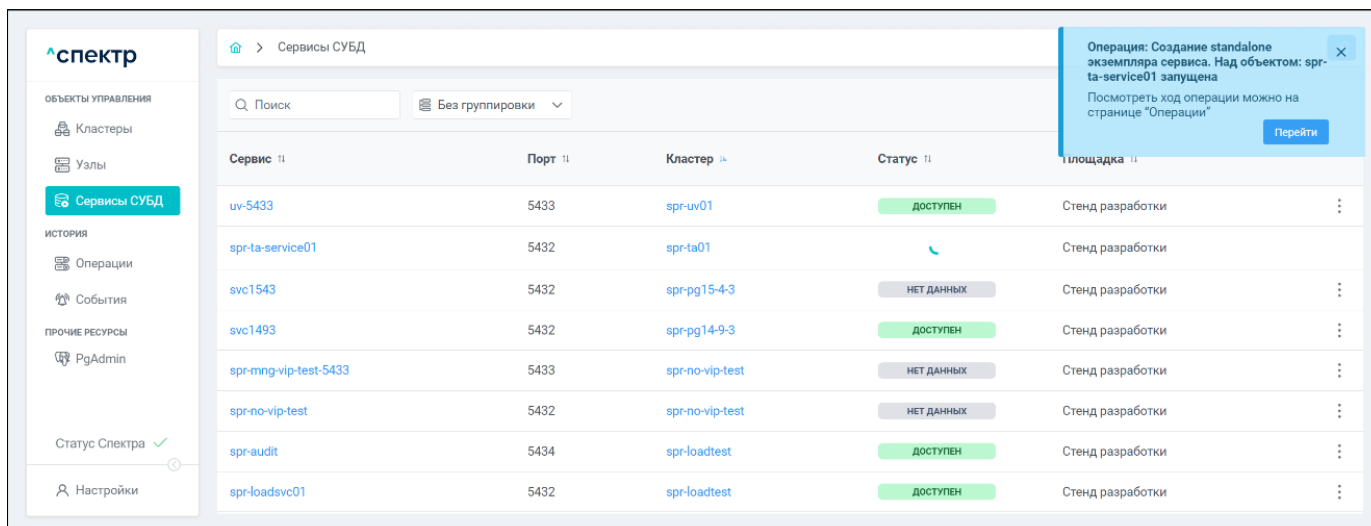 ^спектр
ОБЪЕКТЫ УПРАВЛЕНИЯ
Кластеры
Узлы
Сервисы СУБД
ИСТОРИЯ
Операции
События
ПРОЧИЕ РЕСУРСЫ
PgAdmin
Статус Спектра
Настройки
> Сервисы СУБД
Поиск
Без группировки
Операция: Создание standalone
экземпляра сервиса. Над объектом: spr-
ta-service01 запущена
Посмотреть ход операции можно на
странице "Операции"
Перейти
Сервис Порт Кластер Статус Площадка
uv-5433 5433 spr-uv01 ДОСТУПЕН Стенд разработки
spr-ta-service01 5432 spr-ta01 Стенд разработки
svc1543 5432 spr-pg15-4-3 НЕТ ДАННЫХ Стенд разработки
svc1493 5432 spr-pg14-9-3 ДОСТУПЕН Стенд разработки
spr-mng-vip-test-5433 5433 spr-no-vip-test НЕТ ДАННЫХ Стенд разработки
spr-no-vip-test 5432 spr-no-vip-test НЕТ ДАННЫХ Стенд разработки
spr-audit 5434 spr-loadtest ДОСТУПЕН Стенд разработки
spr-loadsvc01 5432 spr-loadtest ДОСТУПЕН Стенд разработки